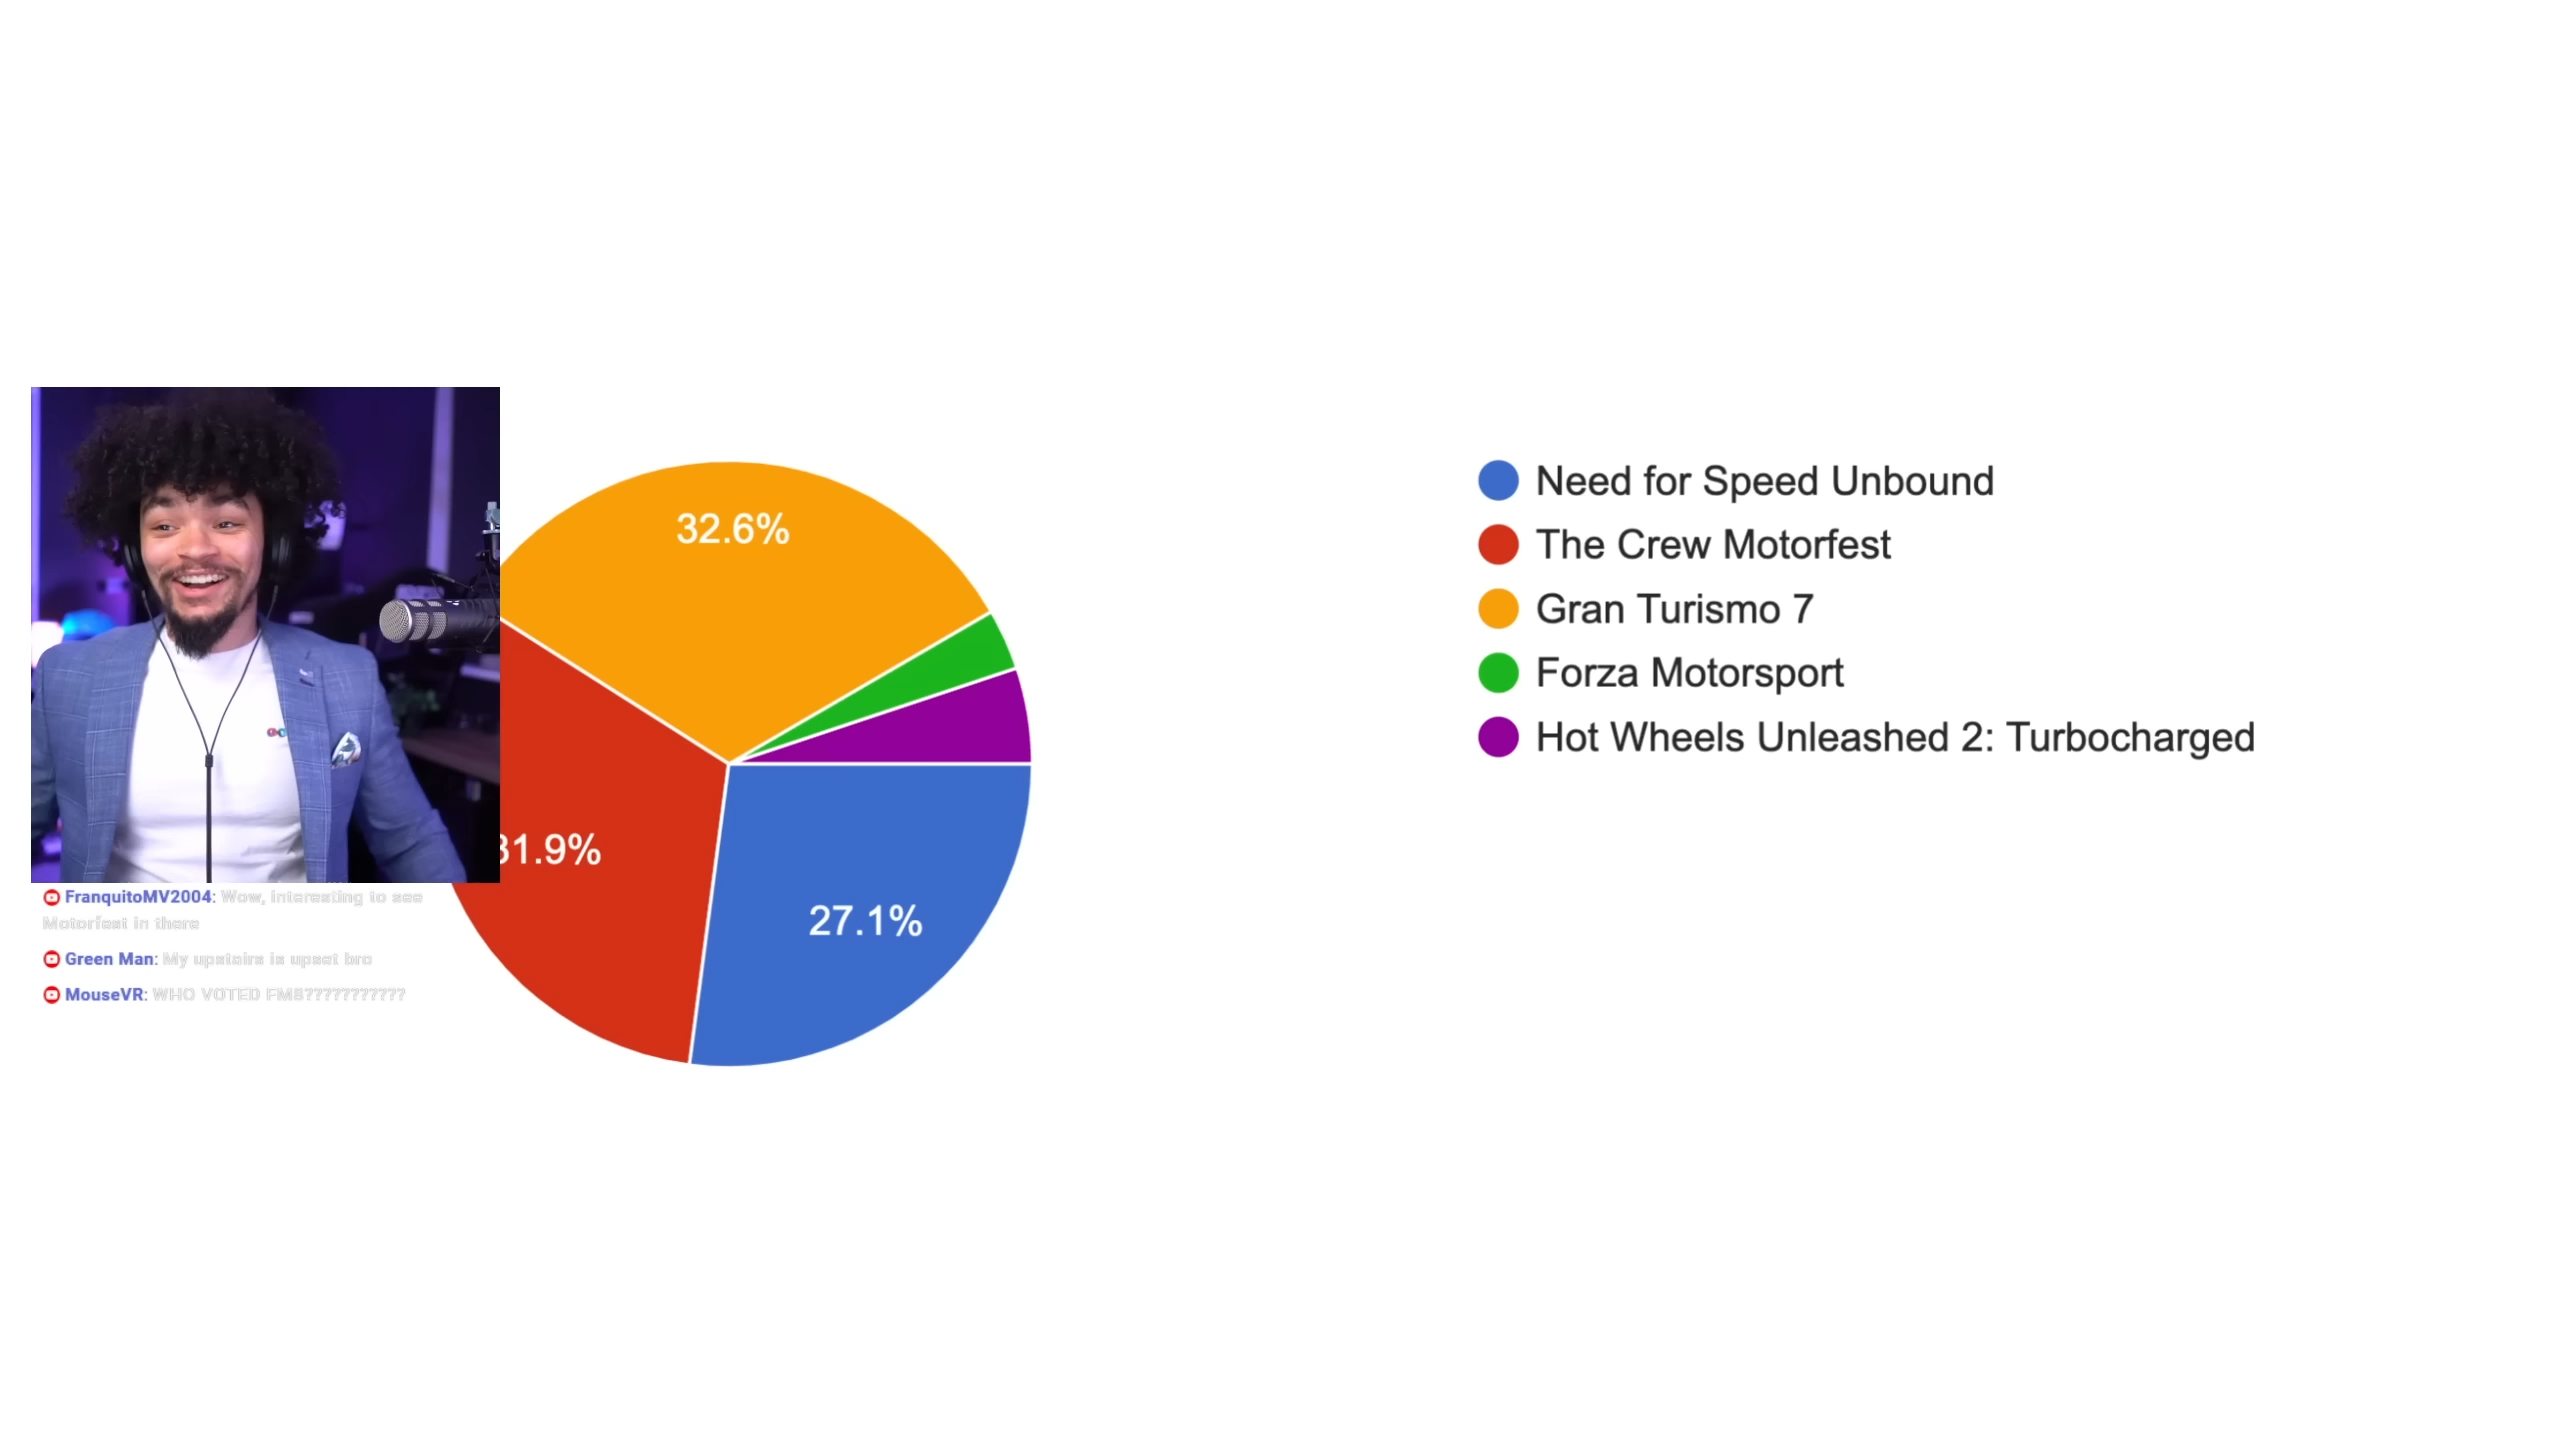 32.6%
31.9%
27.1%
Need for Speed Unbound
The Crew Motorfest
Gran Turismo 7
Forza Motorsport
Hot Wheels Unleashed 2: Turbocharged
FranquitoMV2004: Wow, interesting to see
Motorfest in there
Green Man: My upstairs is upset bro
MouseVR: WHO VOTED FM8???????????